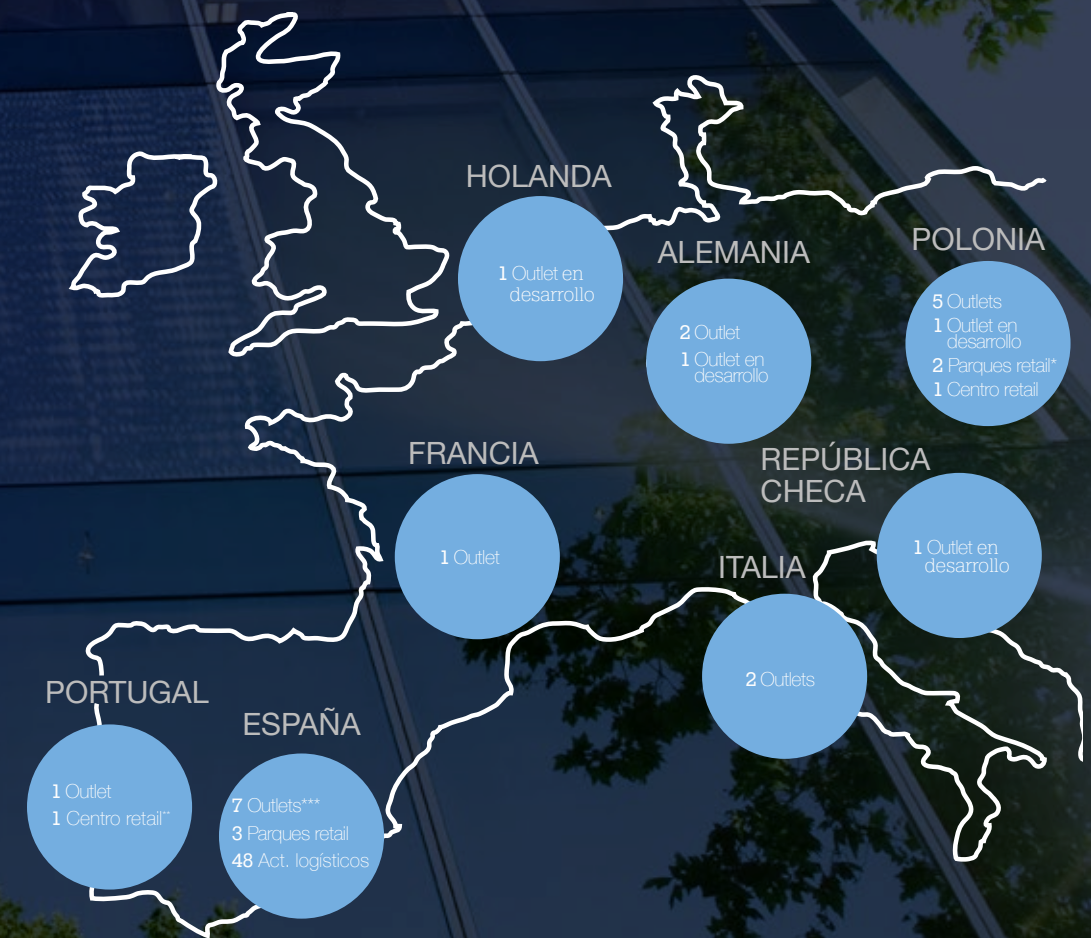 HOLANDA
1 Outlet en
desarrollo
ALEMANIA
2 Outlet
1 Outlet en
desarrollo
POLONIA
5 Outlets
1 Outlet en
desarrollo
2 Parques retail*
1 Centro retail
FRANCIA
1 Outlet
REPÚBLICA
CHECA
1 Outlet en
desarrollo
ITALIA
2 Outlets
PORTUGAL
1 Outlet
1 Centro retail**
ESPAÑA
7 Outlets***
3 Parques retail
48 Act. logísticos